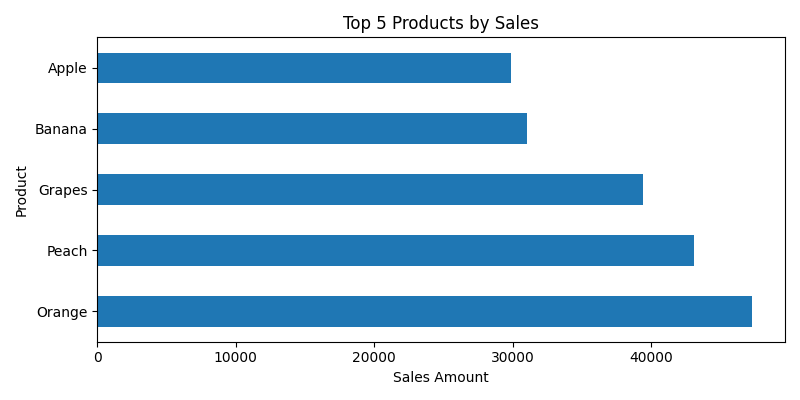 Top 5 Products by Sales
Product
Apple
Banana
Grapes
Peach
Orange
0 10000 20000 30000 40000
Sales Amount